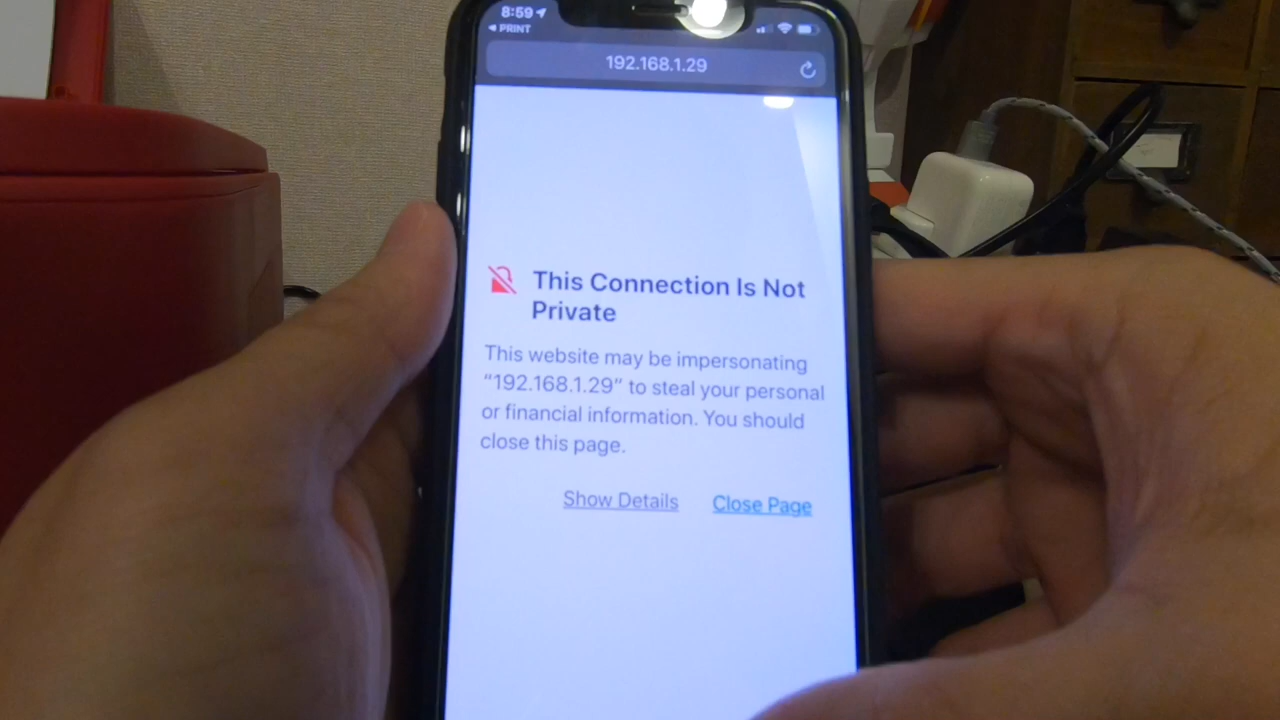 8:59
◀ PRINT
192.168.1.29
This Connection Is Not
Private
This website may be impersonating
“192.168.1.29” to steal your personal
or financial information. You should
close this page.
Show Details Close Page